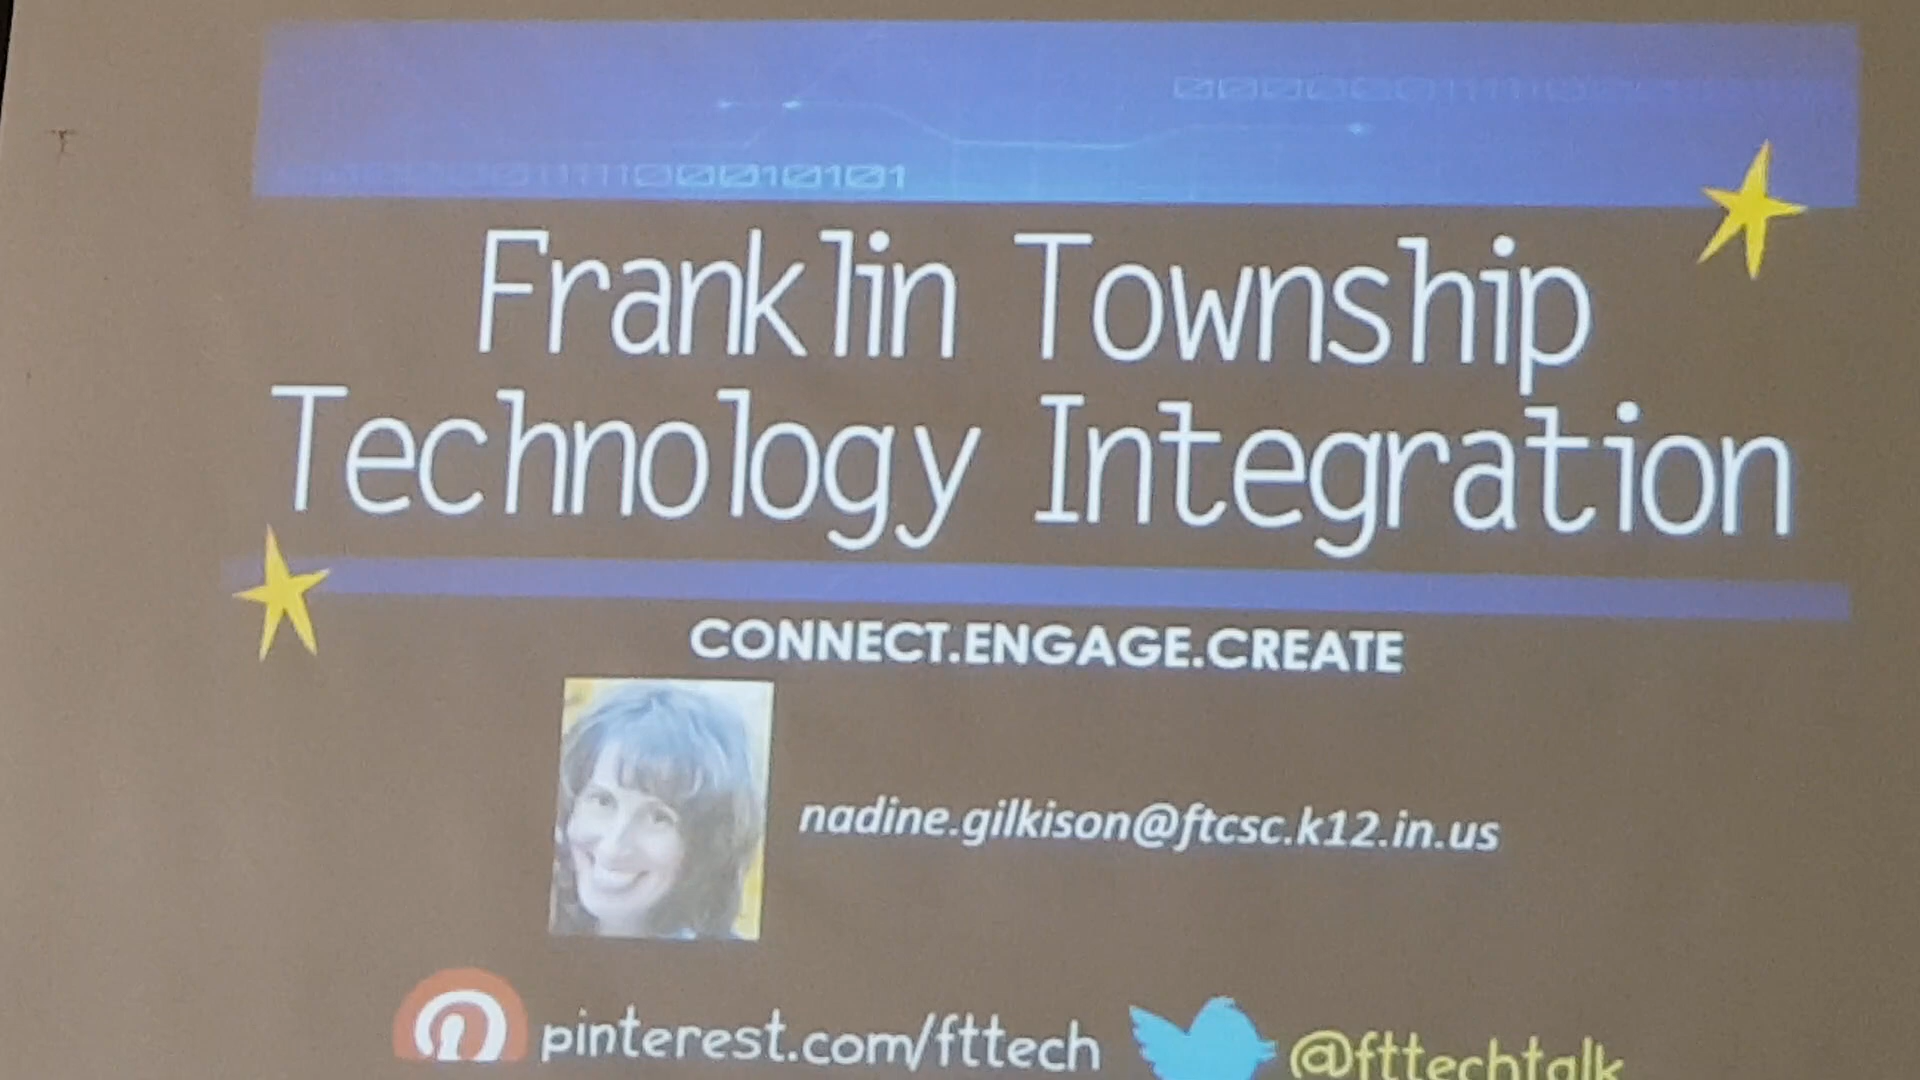 Franklin Township
Technology Integration
CONNECT.ENGAGE.CREATE
nadine.gilkison@ftcsc.k12.in.us
pinterest.com/fttech
@fttechtalk